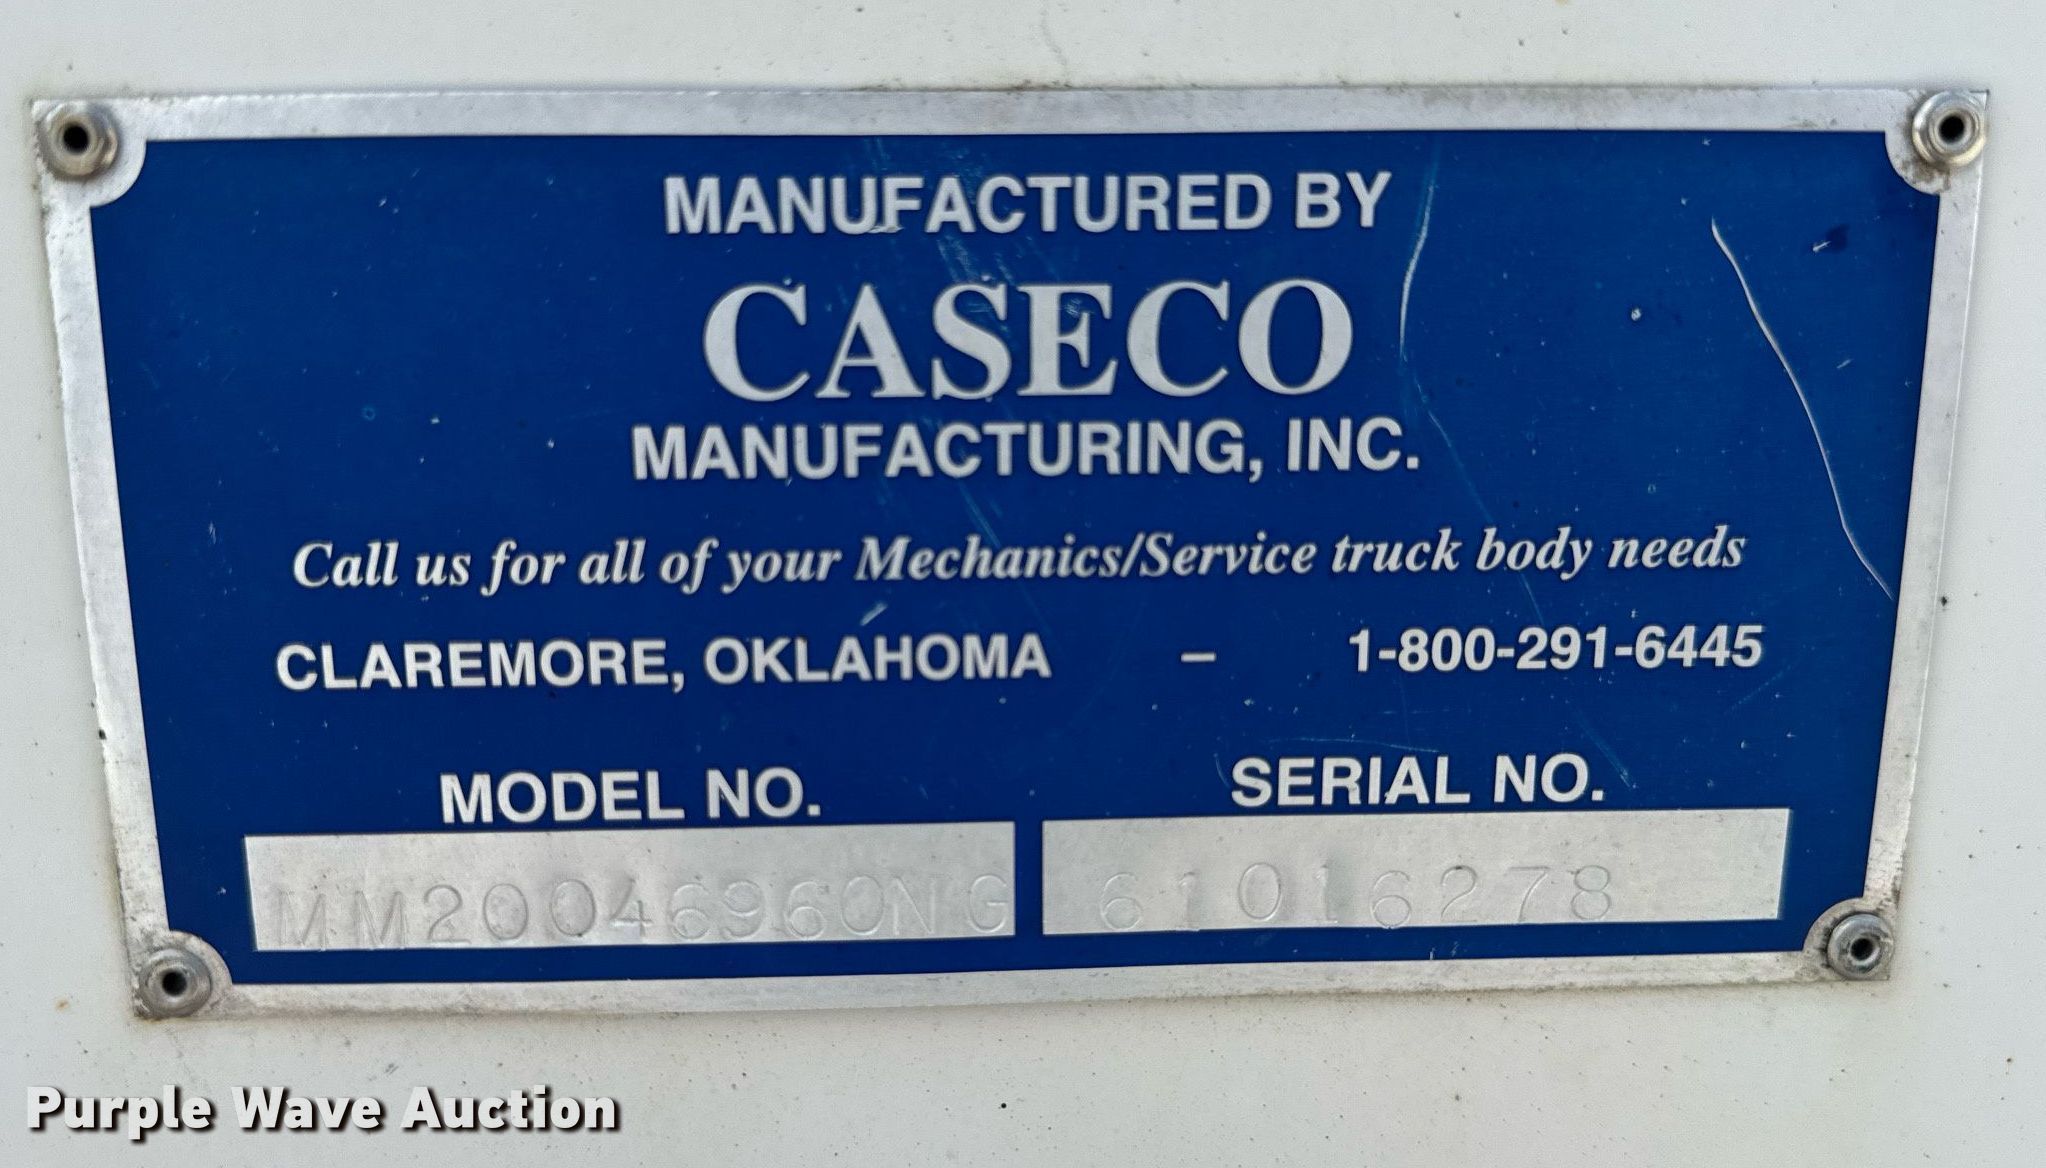 MANUFACTURED BY
CASECO
MANUFACTURING, INC.
Call us for all of your Mechanics/Service truck body needs
CLAREMORE, OKLAHOMA – 1-800-291-6445
MODEL NO. SERIAL NO.
MM20046960NG 61016278
Purple Wave Auction